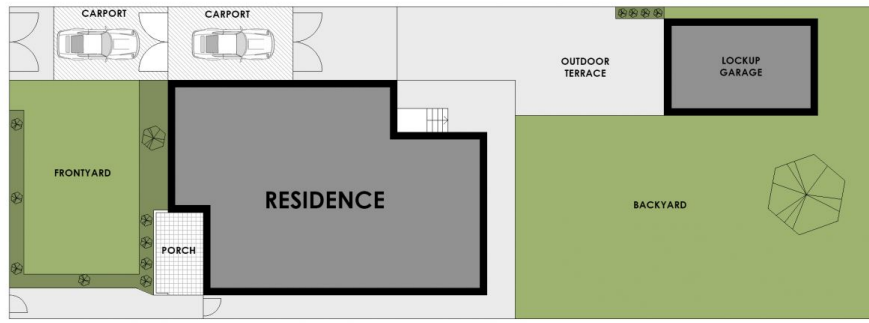 CARPORT
CARPORT
OUTDOOR
TERRACE
LOCKUP
GARAGE
FRONTYARD
RESIDENCE
BACKYARD
PORCH